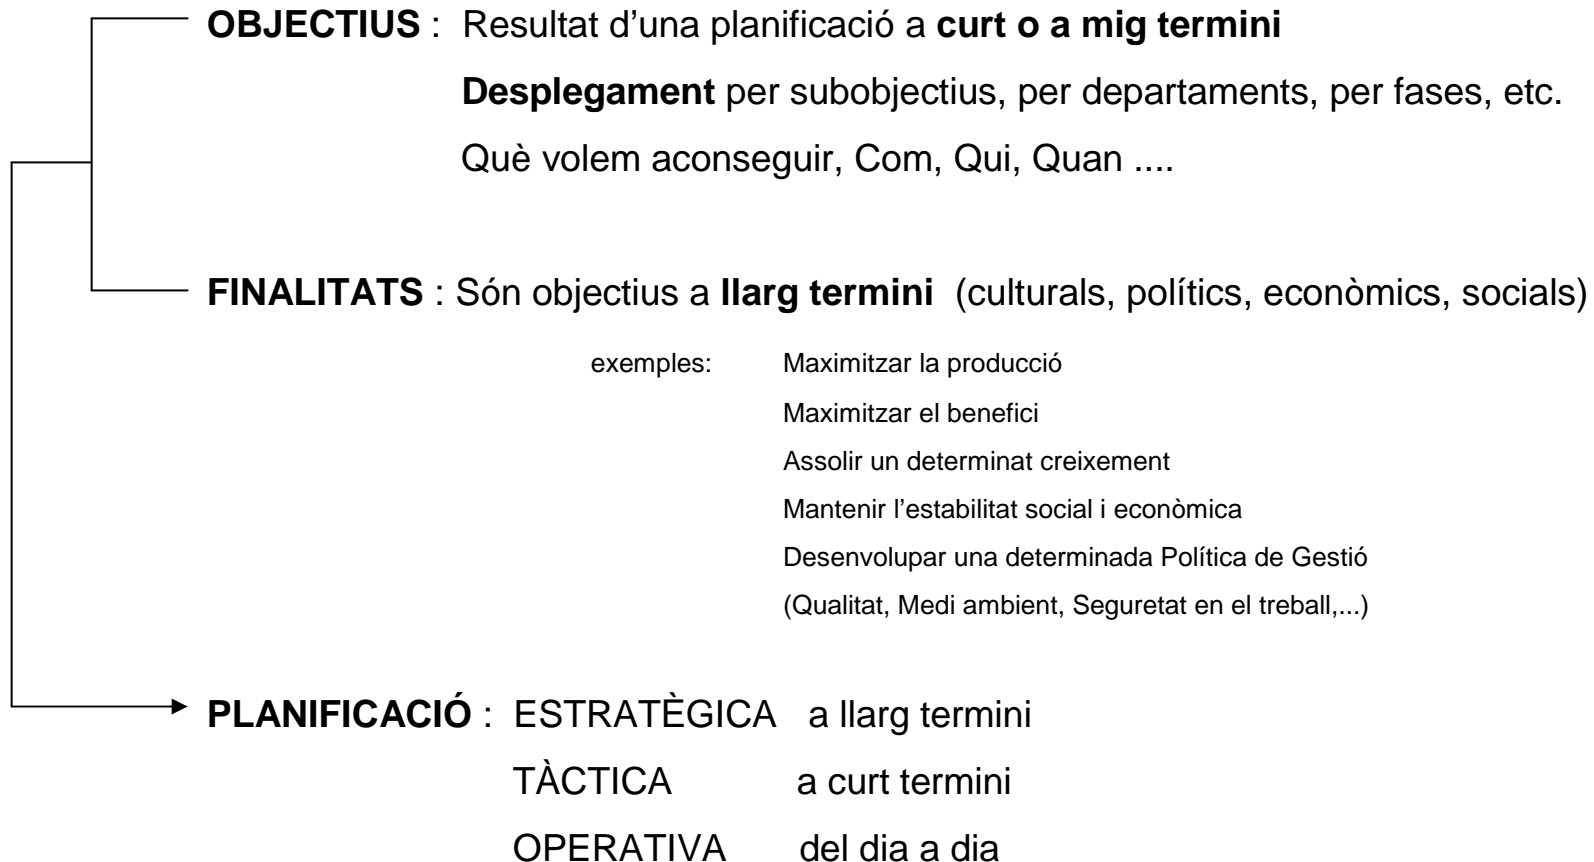 OBJECTIUS : Resultat d’una planificació a curt o a mig termini
Desplegament per subobjectius, per departaments, per fases, etc.
Què volem aconseguir, Com, Qui, Quan ....
FINALITATS : Són objectius a llarg termini (culturals, polítics, econòmics, socials)
exemples: Maximitzar la producció
Maximitzar el benefici
Assolir un determinat creixement
Mantenir l’estabilitat social i econòmica
Desenvolupar una determinada Política de Gestió
(Qualitat, Medi ambient, Seguretat en el treball,...)
PLANIFICACIÓ : ESTRATÈGICA a llarg termini
TÀCTICA a curt termini
OPERATIVA del dia a dia